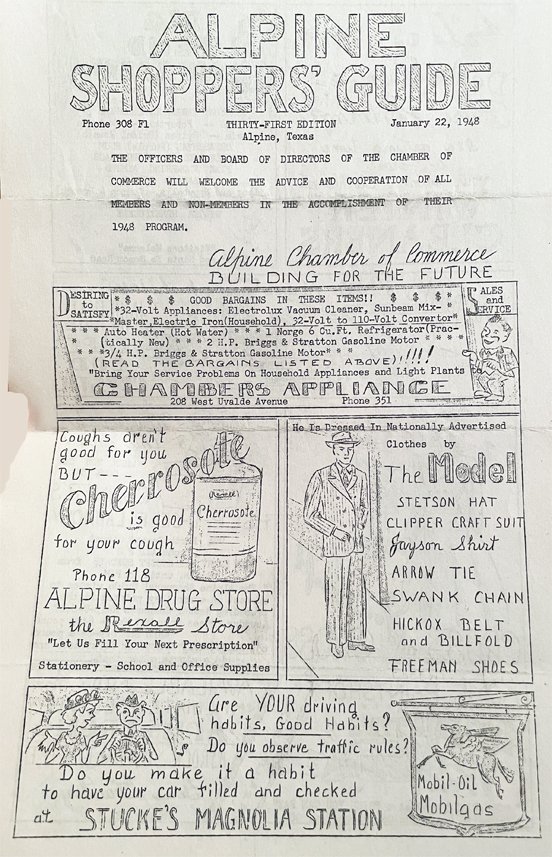 ALPINE
SHOPPERS' GUIDE
Phone 308 F1 THIRTY-FIRST EDITION January 22, 1948
Alpine, Texas
THE OFFICERS AND BOARD OF DIRECTORS OF THE CHAMBER OF
COMMERCE WILL WELCOME THE ADVICE AND COOPERATION OF ALL
MEMBERS AND NON-MEMBERS IN THE ACCOMPLISHMENT OF THEIR
1948 PROGRAM.
Alpine Chamber of Commerce
BUILDING FOR THE FUTURE
DESIRING
to
SATISFY
* $ $ $ GOOD BARGAINS IN THESE ITEMS!! $ $ $ *
*32-Volt Appliances: Electrolux Vacuum Cleaner, Sunbeam Mix-
*Master, Electric Iron(Household), 32-Volt to 110-Volt Convertor*
SALES
and
SERVICE
* * * Auto Heater (Hot Water) * * * 1 Norge 6 Cu.Ft. Refrigerator(Prac-
(tically New) * * * 2 H.P. Briggs & Stratton Gasoline Motor * * *
*3/4 H.P. Briggs & Stratton Gasoline Motor* * *
(READ THE BARGAINS LISTED ABOVE)!!!!!
"Bring Your Service Problems On Household Appliances and Light Plants
CHAMBERS APPLIANCE
208 West Uvalde Avenue Phone 351
Coughs aren't
good for you
BUT---
Cherrosote
is good
for your cough
Rexall
Cherrosote
Phone 118
ALPINE DRUG STORE
the Rexall Store
"Let Us Fill Your Next Prescription"
Stationery - School and Office Supplies
He Is Dressed In Nationally Advertised
Clothes by
The Model
STETSON HAT
CLIPPER CRAFT SUIT
Jayson Shirt
ARROW TIE
SWANK CHAIN
HICKOX BELT
and BILLFOLD
FREEMAN SHOES
Are YOUR driving
habits, Good Habits?
Do you observe traffic rules?
Do you make it a habit
to have your car filled and checked
at STUCKE'S MAGNOLIA STATION
Mobil-Oil
Mobilgas